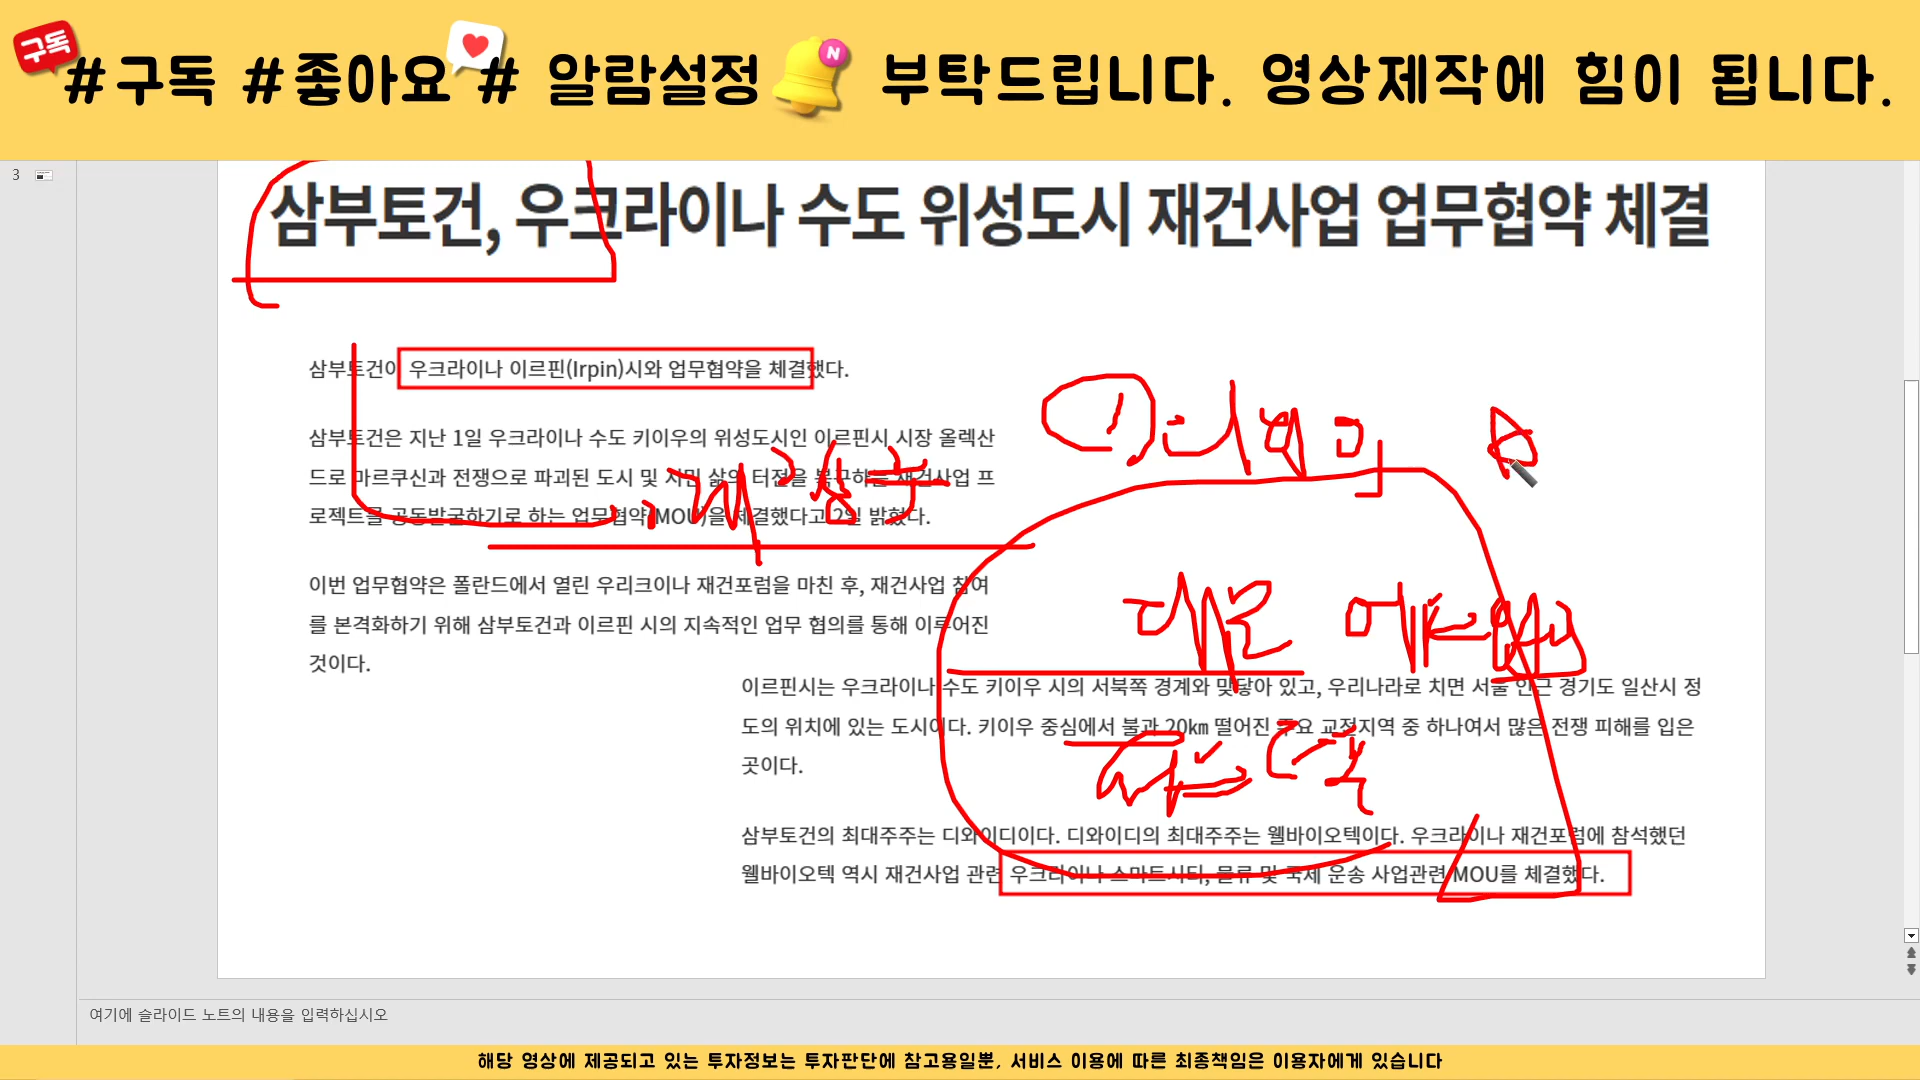 구독
#구독 #좋아요 # 알람설정 N 부탁드립니다. 영상제작에 힘이 됩니다.
3
삼부토건, 우크라이나 수도 위성도시 재건사업 업무협약 체결
삼부토건이 우크라이나 이르핀(Irpin)시와 업무협약을 체결했다.
삼부토건은 지난 1일 우크라이나 수도 키이우의 위성도시인 이르핀시 시장 올렉산
드로 마르쿠신과 전쟁으로 파괴된 도시 및 시민 삶의 터전을 복구하는 재건사업 프
로젝트를 공동발굴하기로 하는 업무협약(MOU)을 체결했다고 2일 밝혔다.
이번 업무협약은 폴란드에서 열린 우리크이나 재건포럼을 마친 후, 재건사업 참여
를 본격화하기 위해 삼부토건과 이르핀 시의 지속적인 업무 협의를 통해 이루어진
것이다.
이르핀시는 우크라이나 수도 키이우 시의 서북쪽 경계와 맞닿아 있고, 우리나라로 치면 서울 인근 경기도 일산시 정
도의 위치에 있는 도시이다. 키이우 중심에서 불과 20km 떨어진 주요 교전지역 중 하나여서 많은 전쟁 피해를 입은
곳이다.
삼부토건의 최대주주는 디와이디이다. 디와이디의 최대주주는 웰바이오텍이다. 우크라이나 재건포럼에 참석했던
웰바이오텍 역시 재건사업 관련 우크라이나 스마트시티, 물류 및 국제 운송 사업관련 MOU를 체결했다.
여기에 슬라이드 노트의 내용을 입력하십시오
해당 영상에 제공되고 있는 투자정보는 투자판단에 참고용일뿐, 서비스 이용에 따른 최종책임은 이용자에게 있습니다